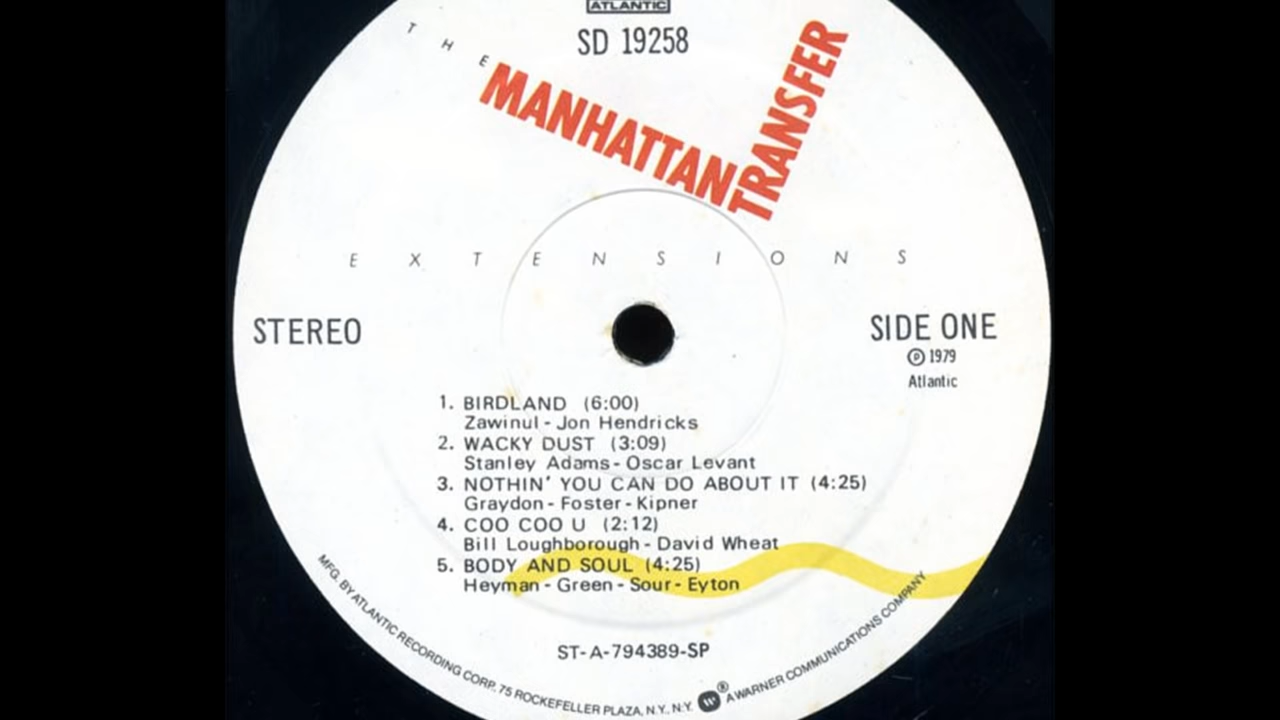 ATLANTIC
SD 19258
THE
MANHATTAN
TRANSFER
EXTENSIONS
STEREO
SIDE ONE
Ⓟ 1979
Atlantic
1. BIRDLAND (6:00)
Zawinul - Jon Hendricks
2. WACKY DUST (3:09)
Stanley Adams - Oscar Levant
3. NOTHIN' YOU CAN DO ABOUT IT (4:25)
Graydon - Foster - Kipner
4. COO COO U (2:12)
Bill Loughborough - David Wheat
5. BODY AND SOUL (4:25)
Heyman - Green - Sour - Eyton
ST-A-794389-SP
MFG. BY ATLANTIC RECORDING CORP., 75 ROCKEFELLER PLAZA, N.Y., N.Y. ® A WARNER COMMUNICATIONS COMPANY